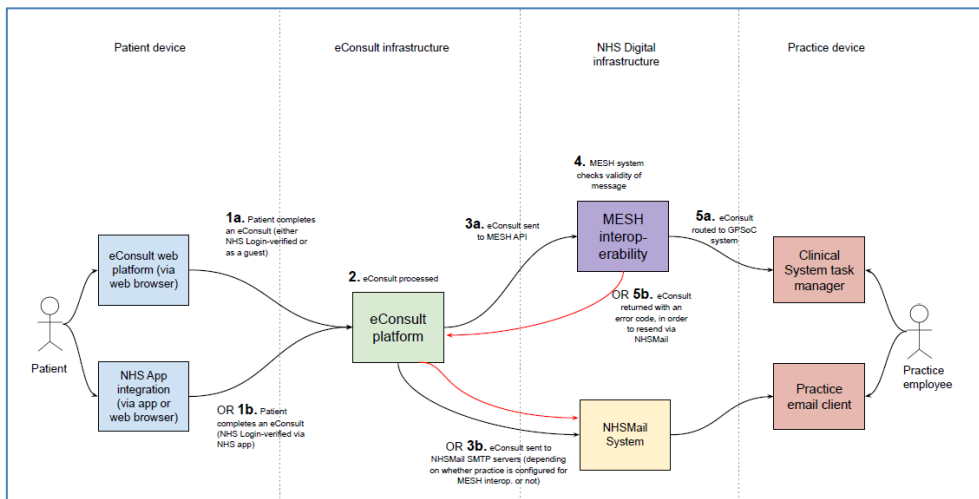 Patient device
eConsult infrastructure
NHS Digital
infrastructure
Practice device
1a. Patient completes
an eConsult (either
NHS Login-verified or
as a guest)
eConsult web
platform (via
web browser)
Patient
NHS App
integration
(via app or
web browser)
OR 1b. Patient
completes an eConsult
(NHS Login-verified via
NHS app)
2. eConsult processed
eConsult
platform
3a. eConsult sent
to MESH API
OR 3b. eConsult sent to
NHSMail SMTP servers (depending
on whether practice is configured for
MESH interop. or not)
4. MESH system
checks validity of
message
MESH
interop-
erability
OR 5b. eConsult
returned with an
error code, in order
to resend via
NHSMail
NHSMail
System
5a. eConsult
routed to GPSoC
system
Clinical
System task
manager
Practice
email client
Practice
employee